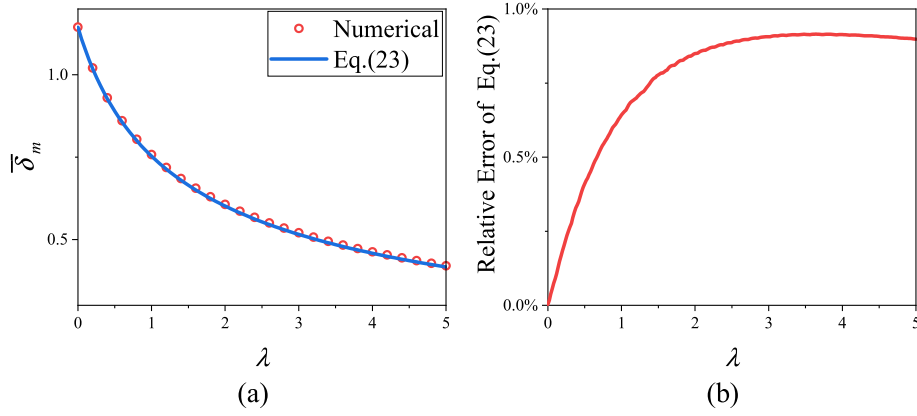 Numerical
Eq.(23)
1.0
0.5
δ̅ₘ
0 1 2 3 4 5
λ
(a)
1.0%
0.5%
0.0%
Relative Error of Eq.(23)
0 1 2 3 4 5
λ
(b)